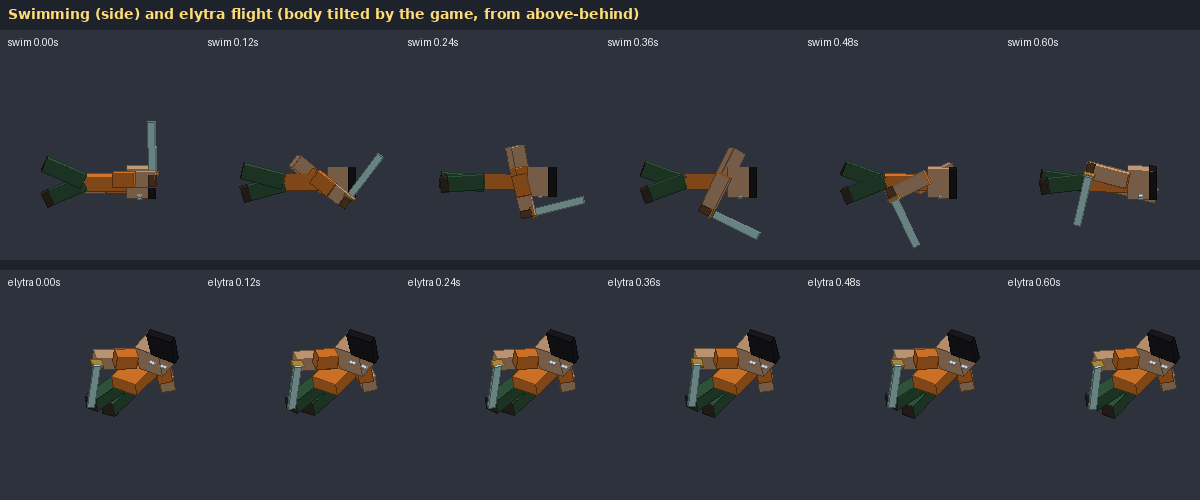 Swimming (side) and elytra flight (body tilted by the game, from above-behind)
swim 0.00s swim 0.12s swim 0.24s swim 0.36s swim 0.48s swim 0.60s
elytra 0.00s elytra 0.12s elytra 0.24s elytra 0.36s elytra 0.48s elytra 0.60s